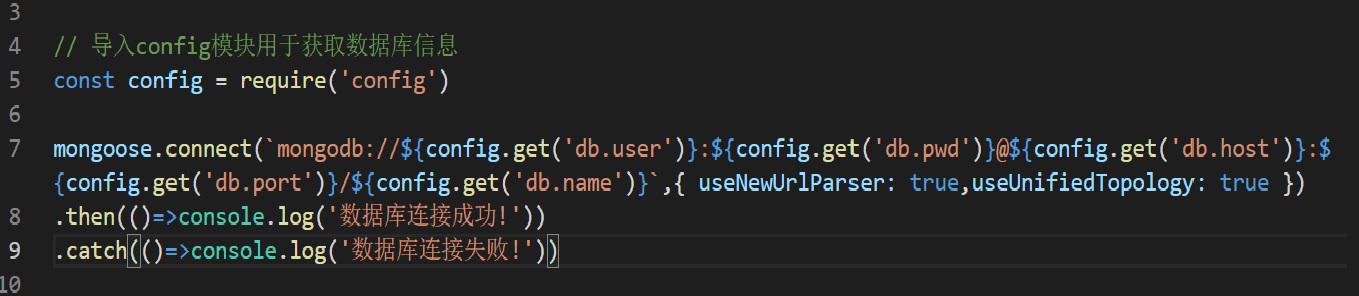 3
4 // 导入config模块用于获取数据库信息
5 const config = require('config')
6
7 mongoose.connect(`mongodb://${config.get('db.user')}:${config.get('db.pwd')}@${config.get('db.host')}:$
{config.get('db.port')}/${config.get('db.name')}`,{ useNewUrlParser: true,useUnifiedTopology: true })
8 .then(()=>console.log('数据库连接成功!'))
9 .catch(()=>console.log('数据库连接失败!'))
10